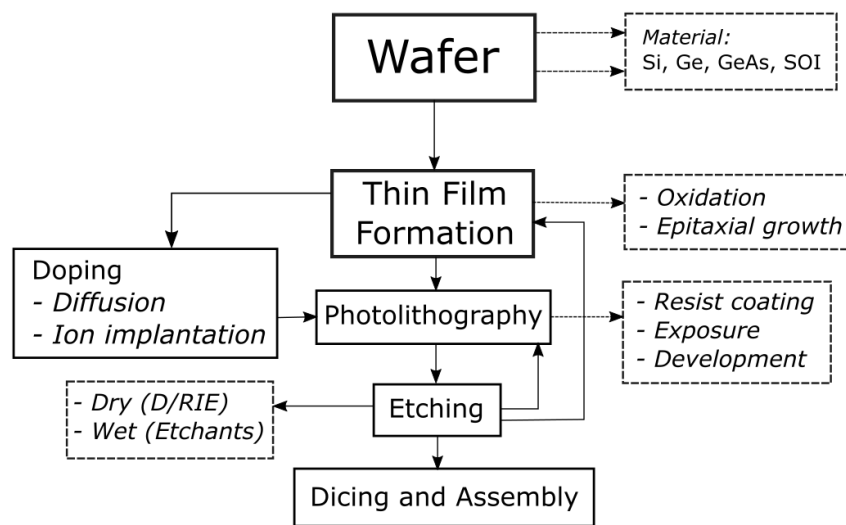 Wafer
Material:
Si, Ge, GeAs, SOI
Thin Film
Formation
- Oxidation
- Epitaxial growth
Doping
- Diffusion
- Ion implantation
Photolithography
- Resist coating
- Exposure
- Development
- Dry (D/RIE)
- Wet (Etchants)
Etching
Dicing and Assembly